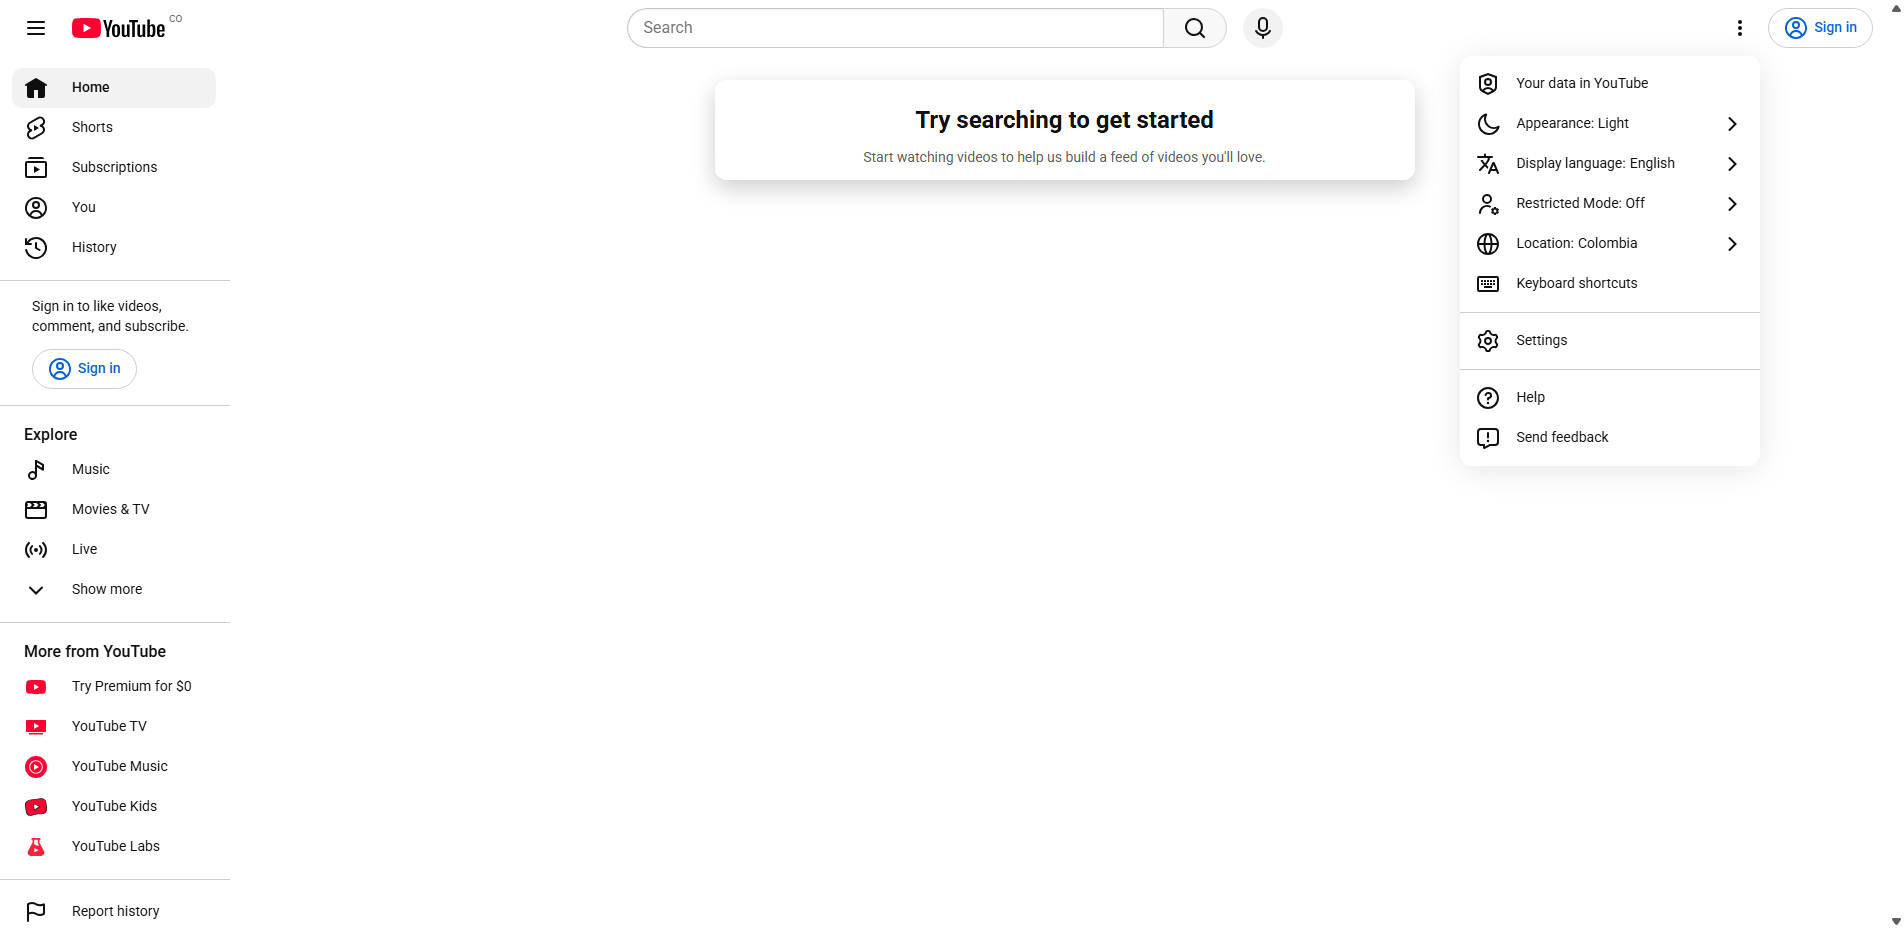 YouTube CO
Search
Sign in
Home
Shorts
Subscriptions
You
History
Sign in to like videos,
comment, and subscribe.
Sign in
Explore
Music
Movies & TV
Live
Show more
More from YouTube
Try Premium for $0
YouTube TV
YouTube Music
YouTube Kids
YouTube Labs
Report history
Try searching to get started
Start watching videos to help us build a feed of videos you'll love.
Your data in YouTube
Appearance: Light
Display language: English
Restricted Mode: Off
Location: Colombia
Keyboard shortcuts
Settings
Help
Send feedback